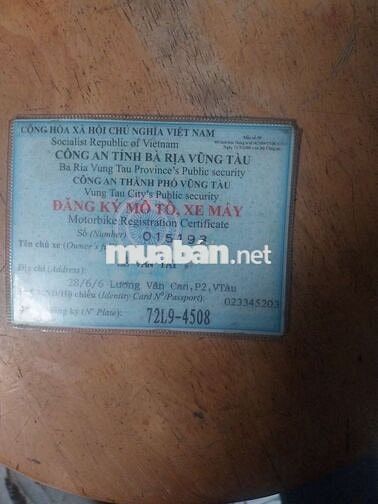 CỘNG HÒA XÃ HỘI CHỦ NGHĨA VIỆT NAM
Socialist Republic of Vietnam
CÔNG AN TỈNH BÀ RỊA VŨNG TÀU
Ba Ria Vung Tau Province's Public security
CÔNG AN THÀNH PHỐ VŨNG TÀU
Vung Tau City's Public security
ĐĂNG KÝ MÔ TÔ, XE MÁY
Motorbike Registration Certificate
Số (Number)
Tên chủ xe (Owner's
muaban.net
Địa chỉ (Address):
28/6/6 Lương Văn Can,P2,VTàu
(Identity Card N°/Passport): 023345203
(N° Plate): 72L9-4508